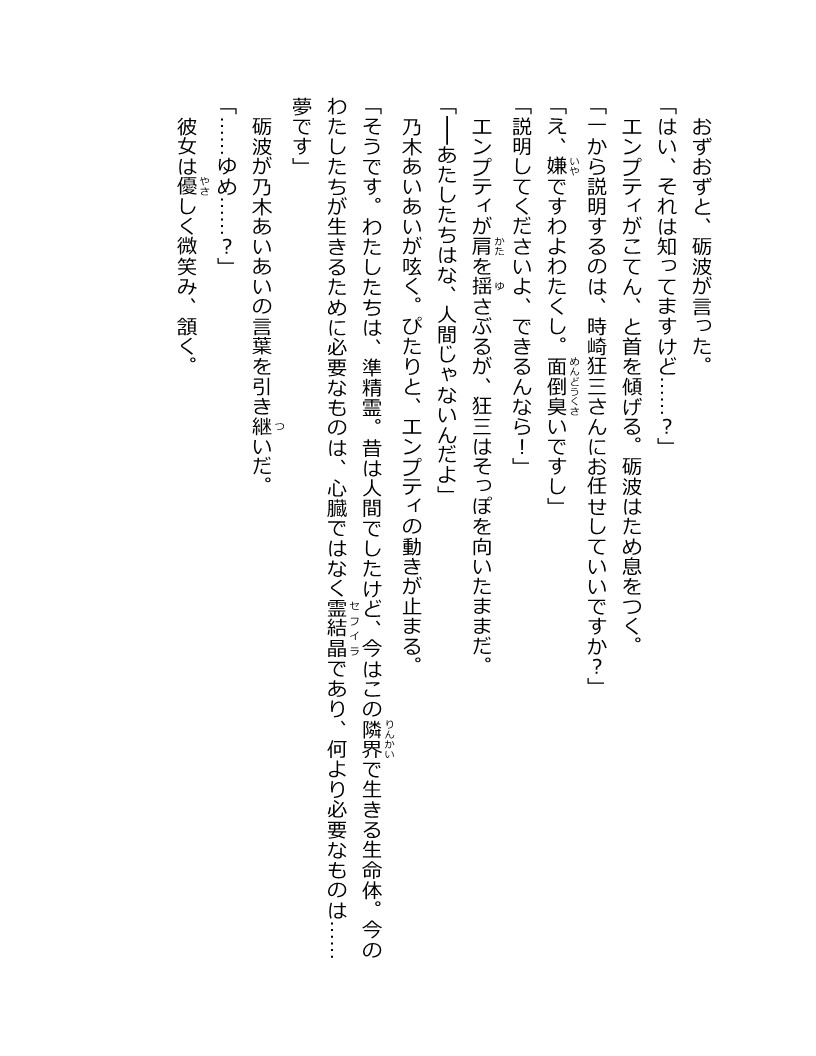 おずおずと、砺波が言った。
「はい、それは知ってますけど……？」
エンプティがこてん、と首を傾げる。砺波はため息をつく。
「一から説明するのは、時崎狂三さんにお任せしていいですか？」
「え、嫌ですわよわたくし。面倒臭いですし」
「説明してくださいよ、できるんなら！」
エンプティが肩を揺さぶるが、狂三はそっぽを向いたままだ。
「──あたしたちはな、人間じゃないんだよ」
乃木あいあいが呟く。ぴたりと、エンプティの動きが止まる。
「そうです。わたしたちは、準精霊。昔は人間でしたけど、今はこの隣界で生きる生命体。今の
わたしたちが生きるために必要なものは、心臓ではなく霊結晶であり、何より必要なものは……
夢です」
砺波が乃木あいあいの言葉を引き継いだ。
「……ゆめ……？」
彼女は優しく微笑み、頷く。